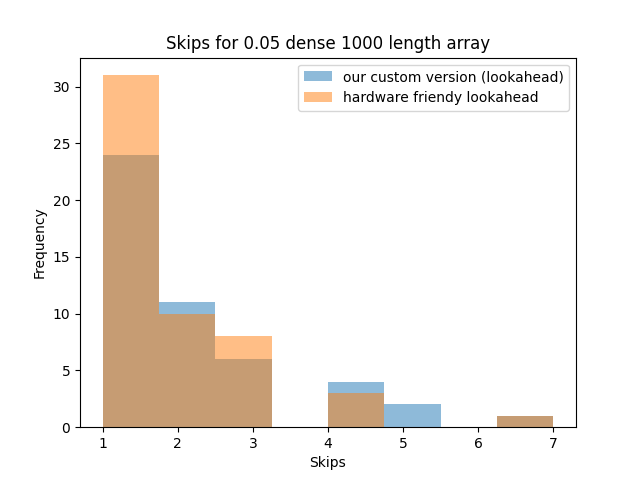 Skips for 0.05 dense 1000 length array
our custom version (lookahead)
hardware friendy lookahead
30
25
20
15
10
5
0
Frequency
1 2 3 4 5 6 7
Skips